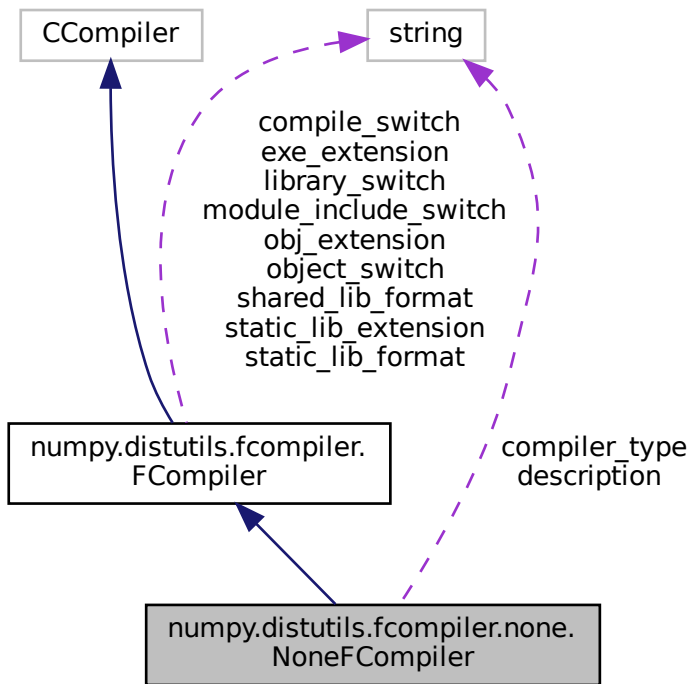 CCompiler
string
compile_switch
exe_extension
library_switch
module_include_switch
obj_extension
object_switch
shared_lib_format
static_lib_extension
static_lib_format
numpy.distutils.fcompiler.
FCompiler
compiler_type
description
numpy.distutils.fcompiler.none.
NoneFCompiler